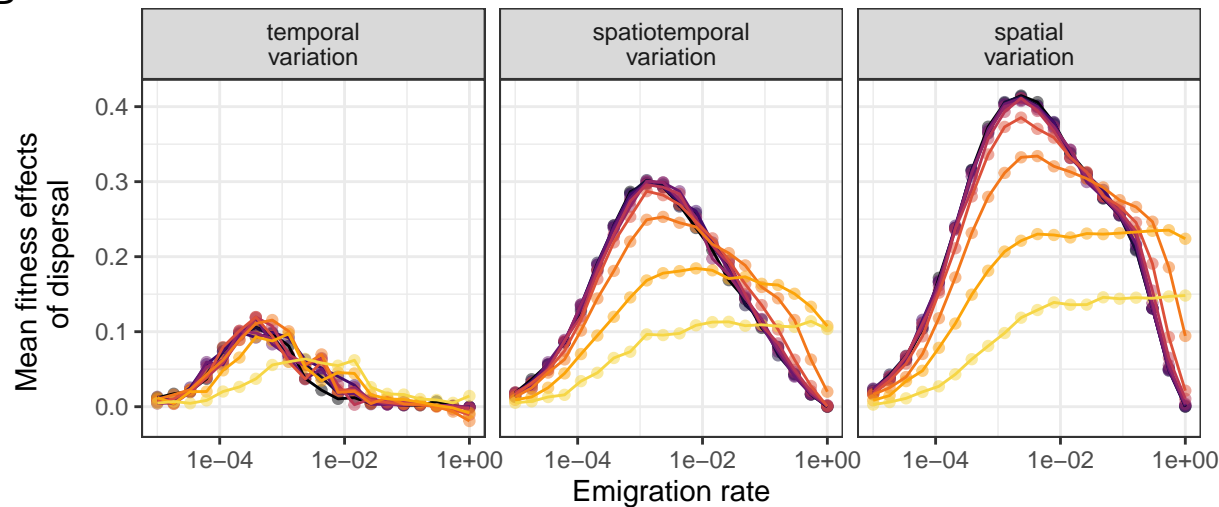 temporal
variation
spatiotemporal
variation
spatial
variation
Mean fitness effects
of dispersal
0.4
0.3
0.2
0.1
0.0
1e−04 1e−02 1e+00
1e−04 1e−02 1e+00
1e−04 1e−02 1e+00
Emigration rate